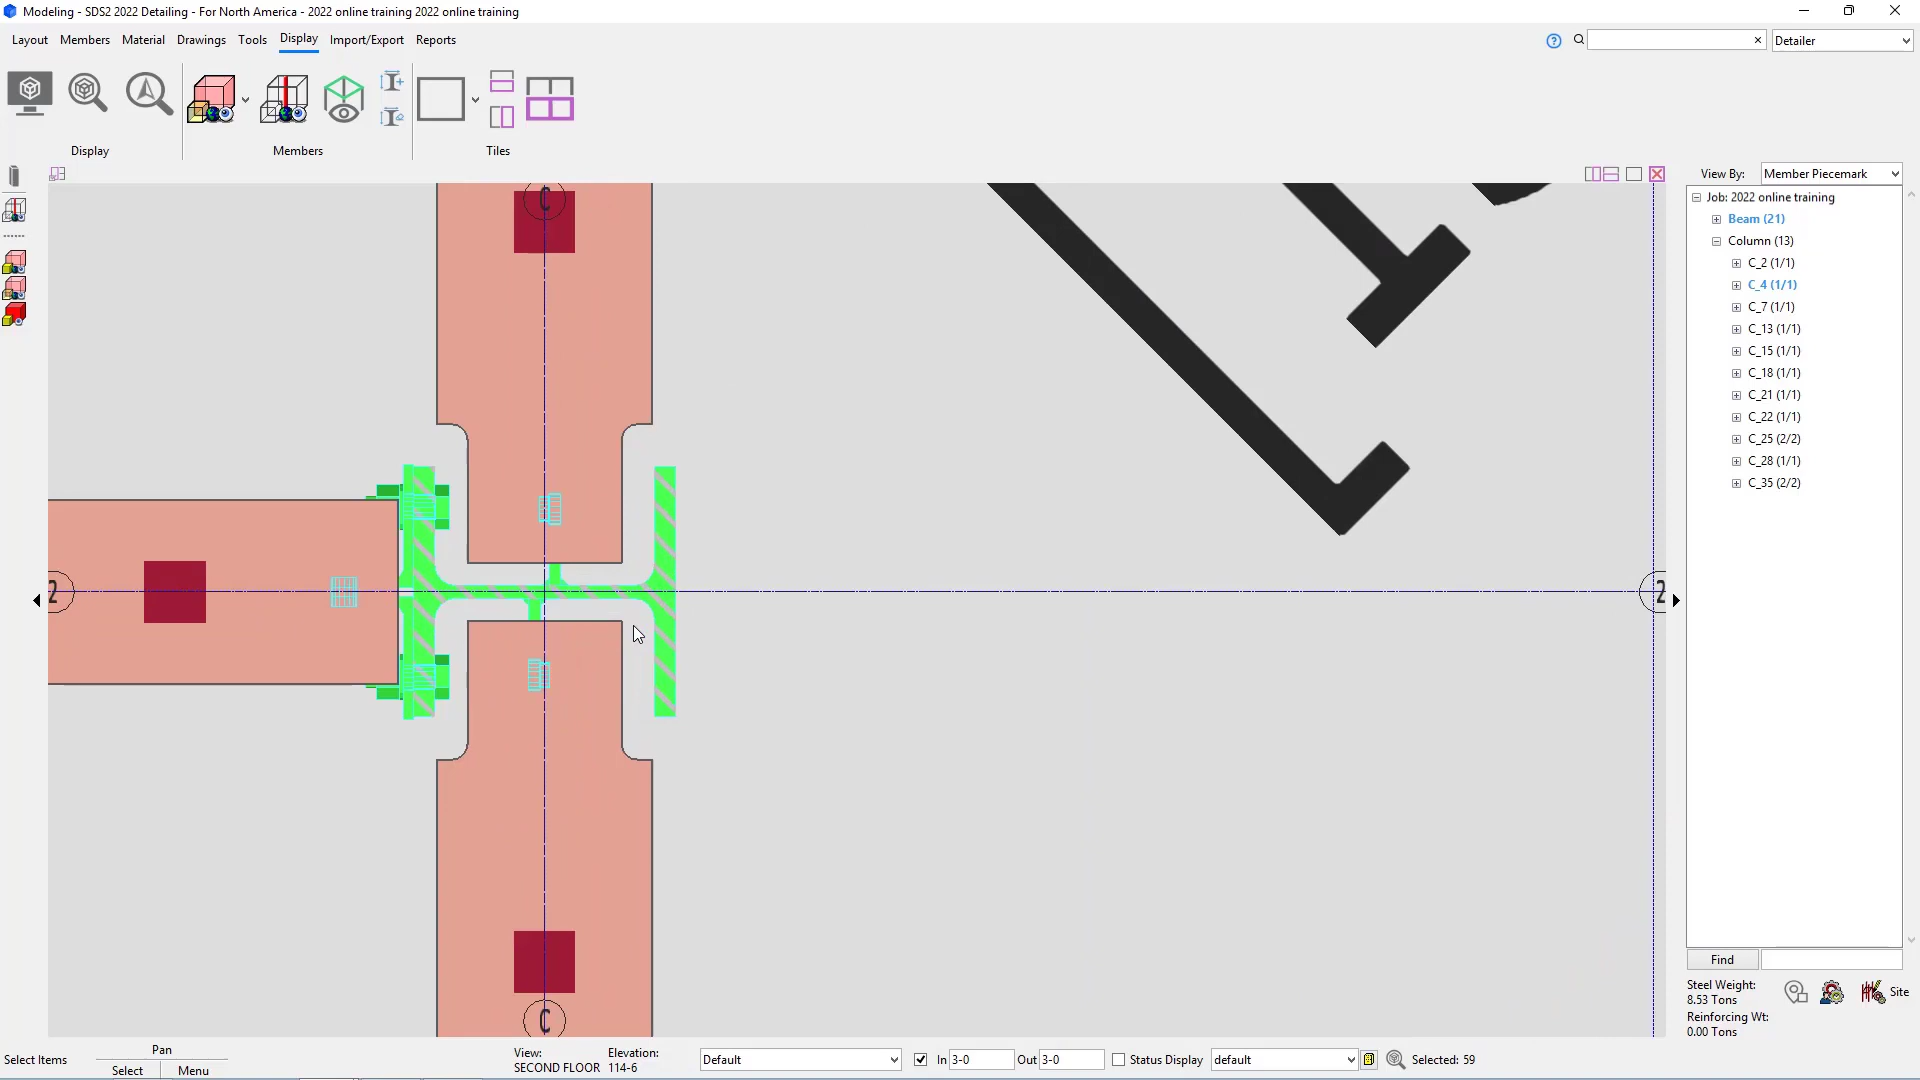 Modeling - SDS2 2022 Detailing - For North America - 2022 online training 2022 online training
Layout Members Material Drawings Tools Display Import/Export Reports
Detailer
Display Members Tiles
View By: Member Piecemark
Job: 2022 online training
Beam (21)
Column (13)
C_2 (1/1)
C_4 (1/1)
C_7 (1/1)
C_13 (1/1)
C_15 (1/1)
C_18 (1/1)
C_21 (1/1)
C_22 (1/1)
C_25 (2/2)
C_28 (1/1)
C_35 (2/2)
C
2
2
C
Find
Steel Weight:
8.53 Tons
Site
Reinforcing Wt:
0.00 Tons
Select Items
Pan
Select Menu
View:
SECOND FLOOR
Elevation:
114-6
Default
In 3-0 Out 3-0 Status Display default Selected: 59